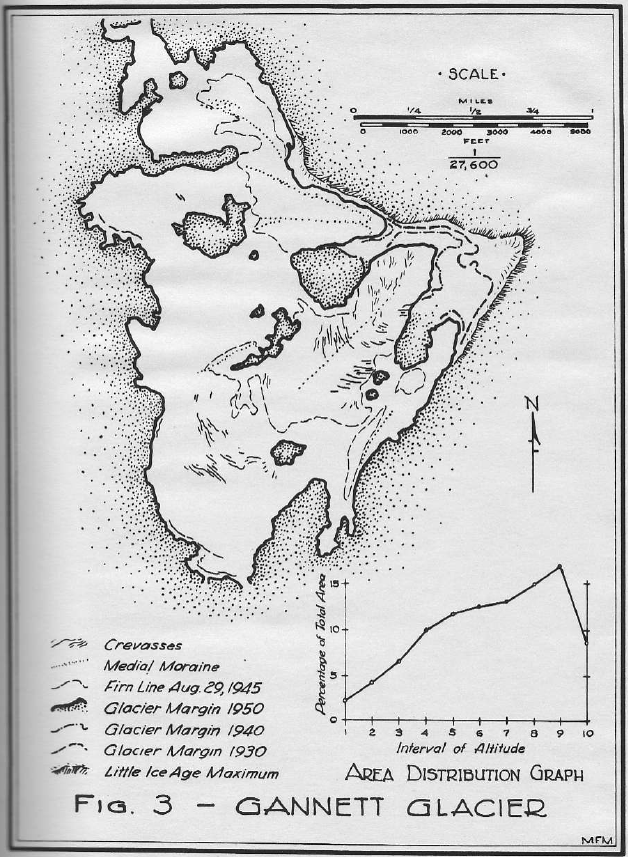 · SCALE ·
MILES
0 1/4 1/2 3/4 1
0 1000 2000 3000 4000 5000
FEET
1
27,600
N
Percentage of Total Area
15
10
5
0
1 2 3 4 5 6 7 8 9 10
Interval of Altitude
AREA DISTRIBUTION GRAPH
Crevasses
Medial Moraine
Firn Line Aug. 29, 1945
Glacier Margin 1950
Glacier Margin 1940
Glacier Margin 1930
Little Ice Age Maximum
FIG. 3 – GANNETT GLACIER
MFM